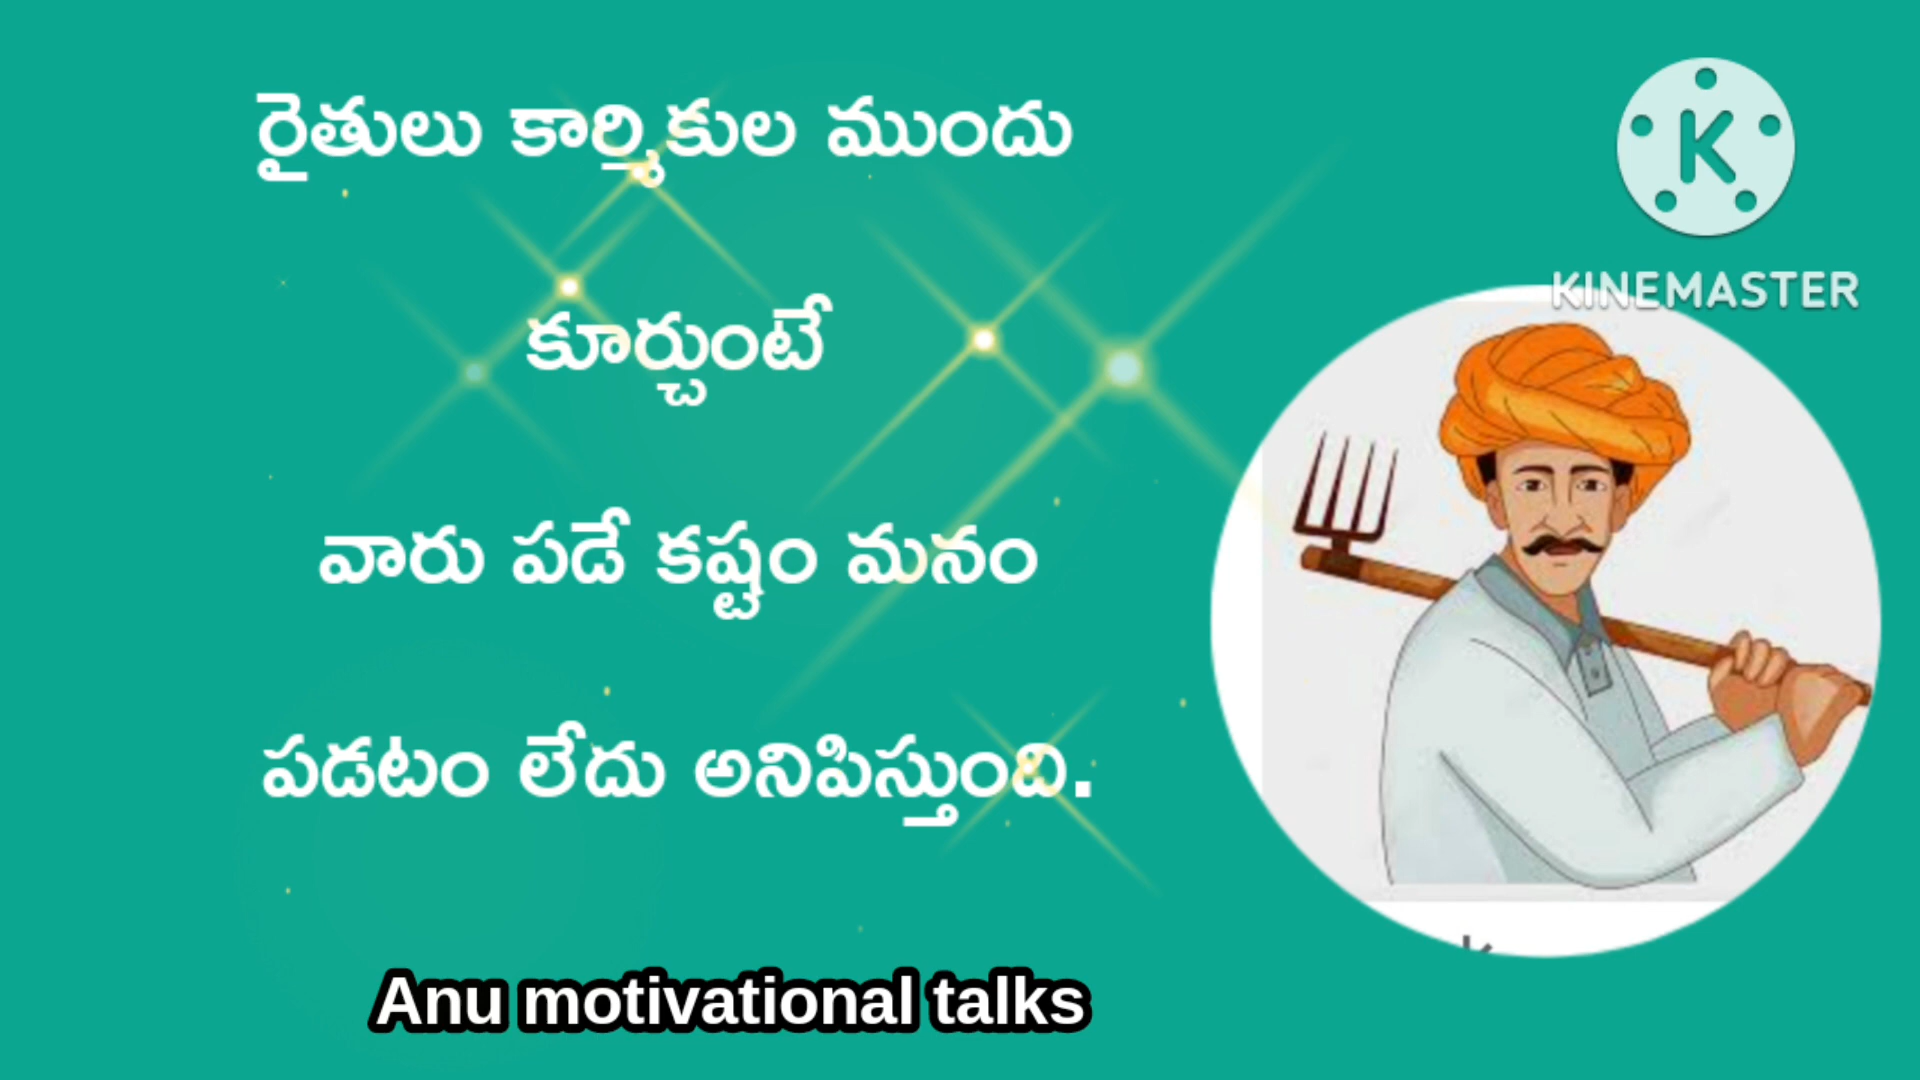 రైతులు కార్మికుల ముందు
కూర్చుంటే
వారు పడే కష్టం మనం
పడటం లేదు అనిపిస్తుంది.
Anu motivational talks
K
KINEMASTER